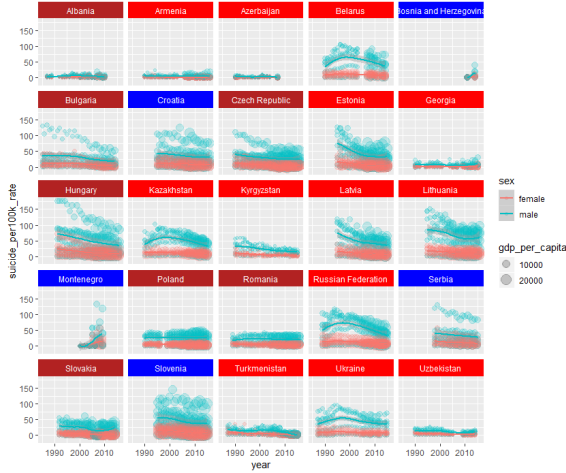 Albania Armenia Azerbaijan Belarus Bosnia and Herzegovina
150
100
50
0
Bulgaria Croatia Czech Republic Estonia Georgia
150
100
50
0
Hungary Kazakhstan Kyrgyzstan Latvia Lithuania
150
100
50
0
Montenegro Poland Romania Russian Federation Serbia
150
100
50
0
Slovakia Slovenia Turkmenistan Ukraine Uzbekistan
150
100
50
0
1990 2000 2010 1990 2000 2010 1990 2000 2010 1990 2000 2010 1990 2000 2010
year
suicide_per100k_rate
sex
female
male
gdp_per_capita
10000
20000